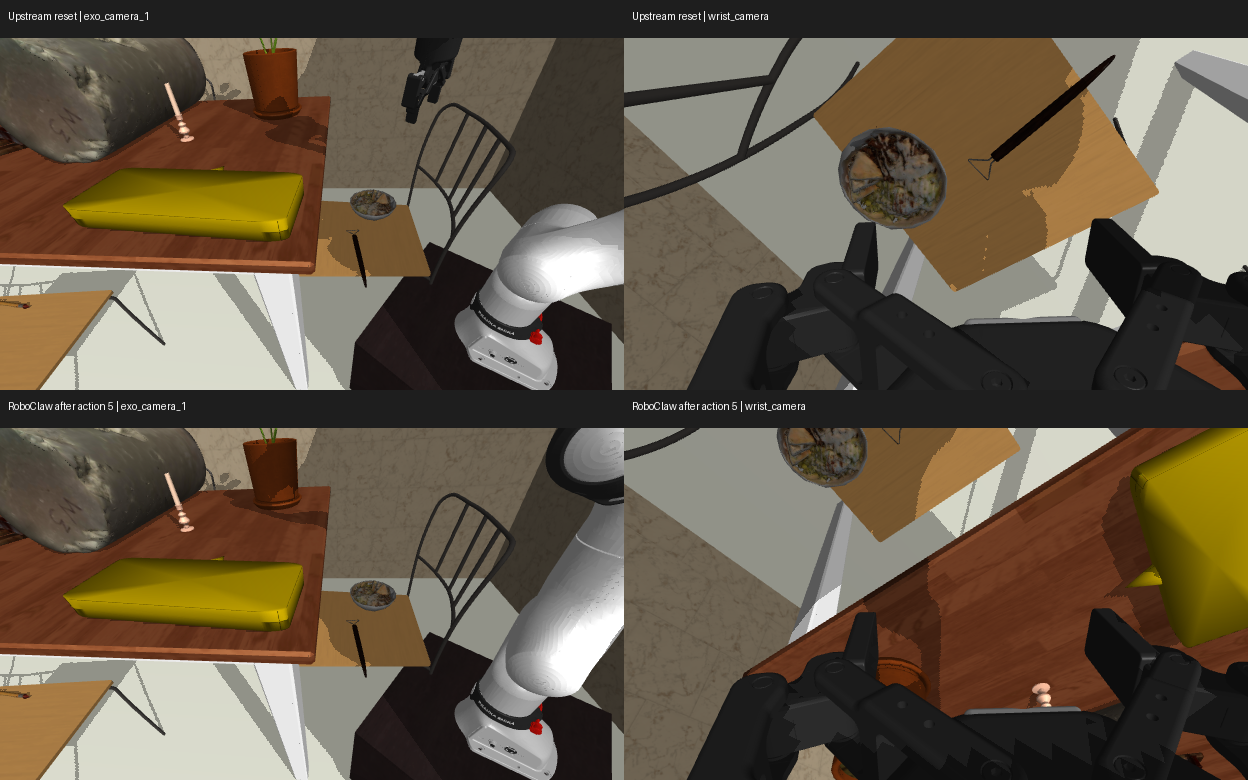 Upstream reset | exo_camera_1
Upstream reset | wrist_camera
RoboClaw after action 5 | exo_camera_1
RoboClaw after action 5 | wrist_camera